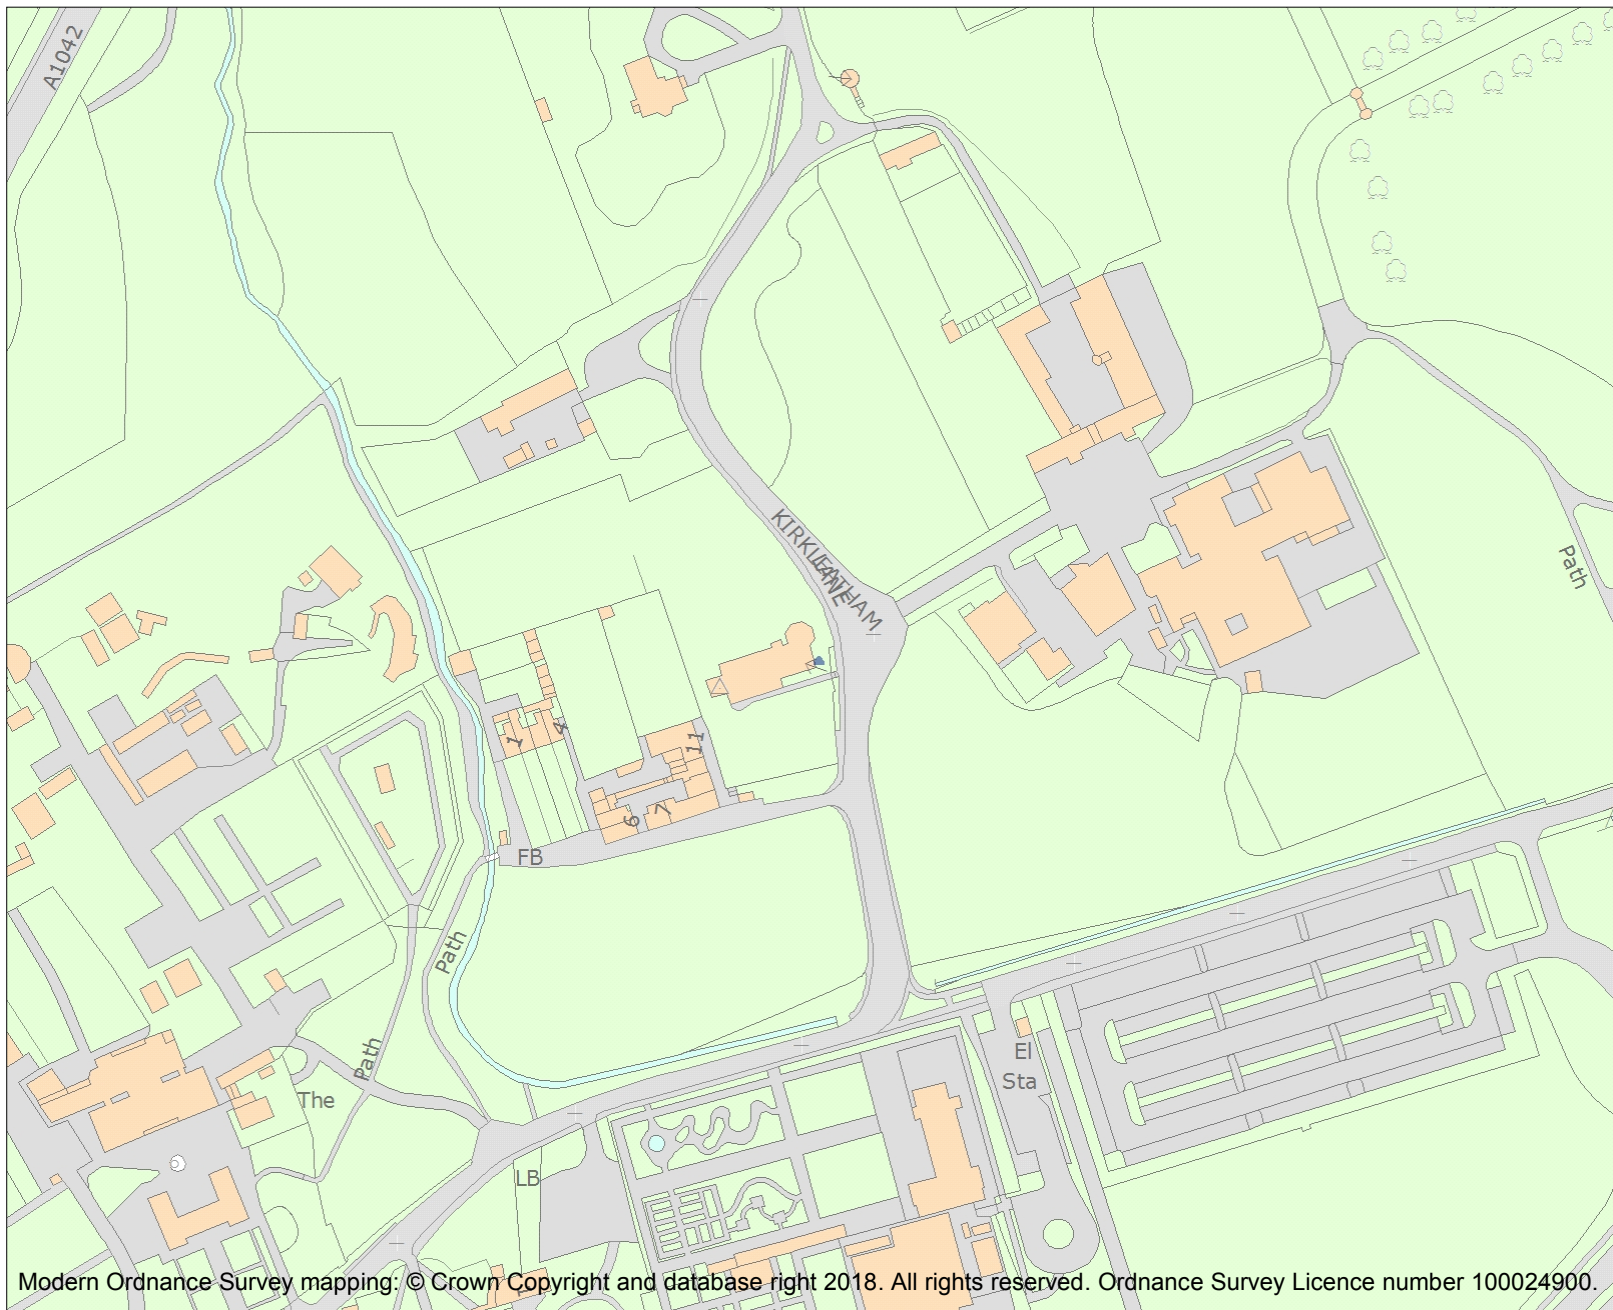 A1042
KIRKLEATHAM
LANE
Path
1
4
11
6
7
FB
Path
Path
The
El
Sta
LB
Modern Ordnance Survey mapping: © Crown Copyright and database right 2018. All rights reserved. Ordnance Survey Licence number 100024900.